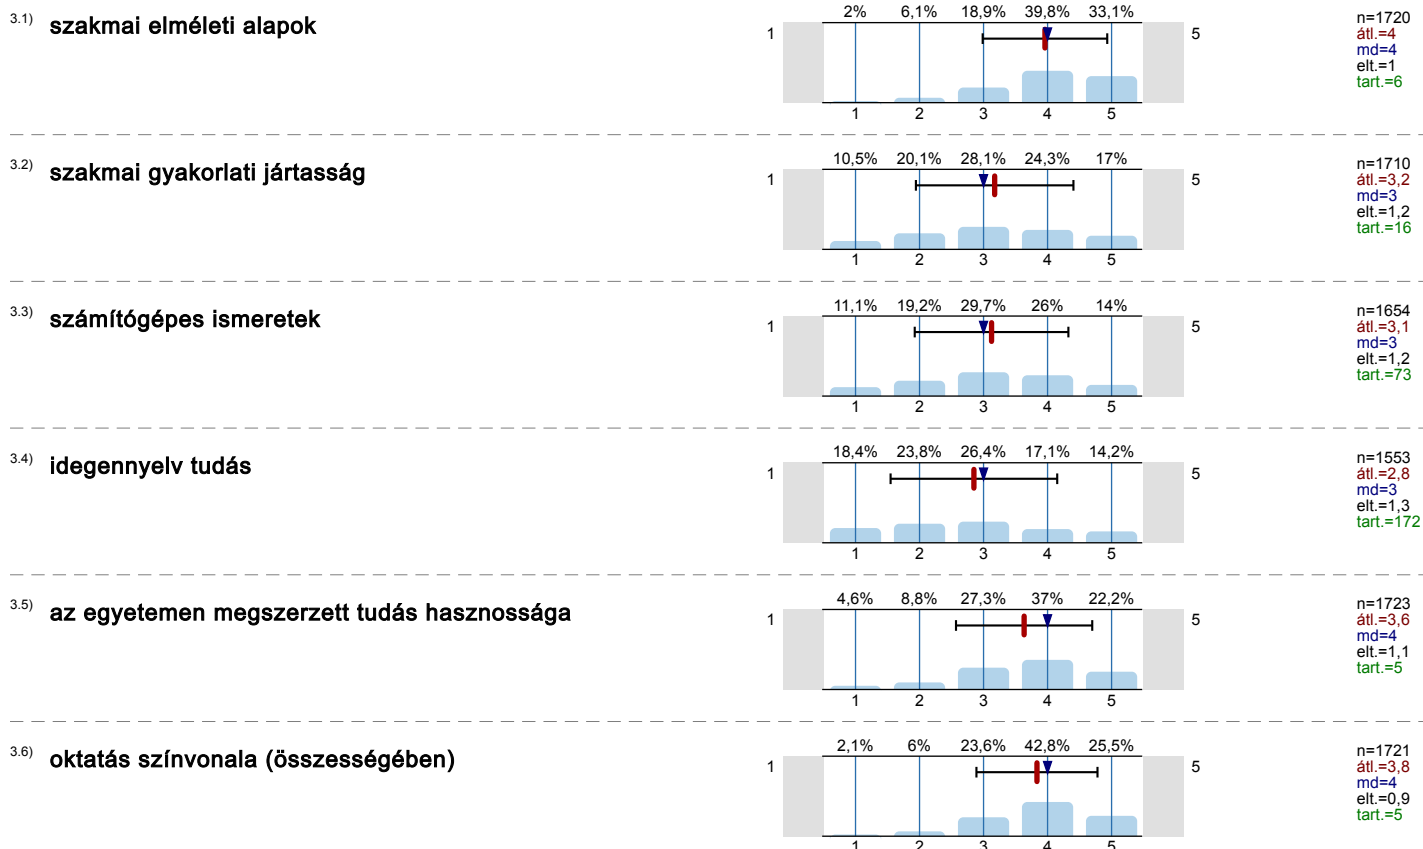 3.1) szakmai elméleti alapok
2% 6,1% 18,9% 39,8% 33,1%
1 5
1 2 3 4 5
n=1720
átl.=4
md=4
elt.=1
tart.=6
3.2) szakmai gyakorlati jártasság
10,5% 20,1% 28,1% 24,3% 17%
1 5
1 2 3 4 5
n=1710
átl.=3,2
md=3
elt.=1,2
tart.=16
3.3) számítógépes ismeretek
11,1% 19,2% 29,7% 26% 14%
1 5
1 2 3 4 5
n=1654
átl.=3,1
md=3
elt.=1,2
tart.=73
3.4) idegennyelv tudás
18,4% 23,8% 26,4% 17,1% 14,2%
1 5
1 2 3 4 5
n=1553
átl.=2,8
md=3
elt.=1,3
tart.=172
3.5) az egyetemen megszerzett tudás hasznossága
4,6% 8,8% 27,3% 37% 22,2%
1 5
1 2 3 4 5
n=1723
átl.=3,6
md=4
elt.=1,1
tart.=5
3.6) oktatás színvonala (összességében)
2,1% 6% 23,6% 42,8% 25,5%
1 5
1 2 3 4 5
n=1721
átl.=3,8
md=4
elt.=0,9
tart.=5